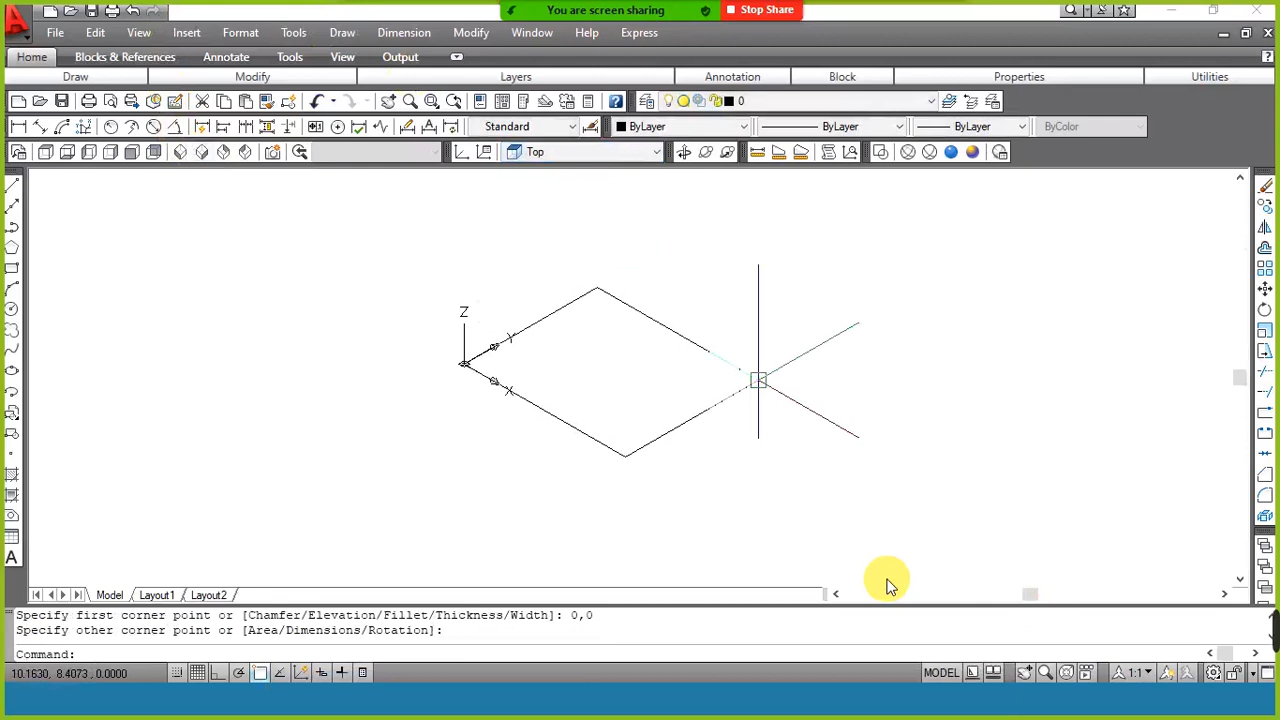 You are screen sharing
Stop Share
File Edit View Insert Format Tools Draw Dimension Modify Window Help Express
Home Blocks & References Annotate Tools View Output
Draw Modify Layers Annotation Block Properties Utilities
0
Standard ByLayer ByLayer ByLayer ByColor
Top
Z
Y
X
Model Layout1 Layout2
Specify first corner point or [Chamfer/Elevation/Fillet/Thickness/Width]: 0,0
Specify other corner point or [Area/Dimensions/Rotation]:
Command:
10.1630, 8.4073 , 0.0000 MODEL 1:1